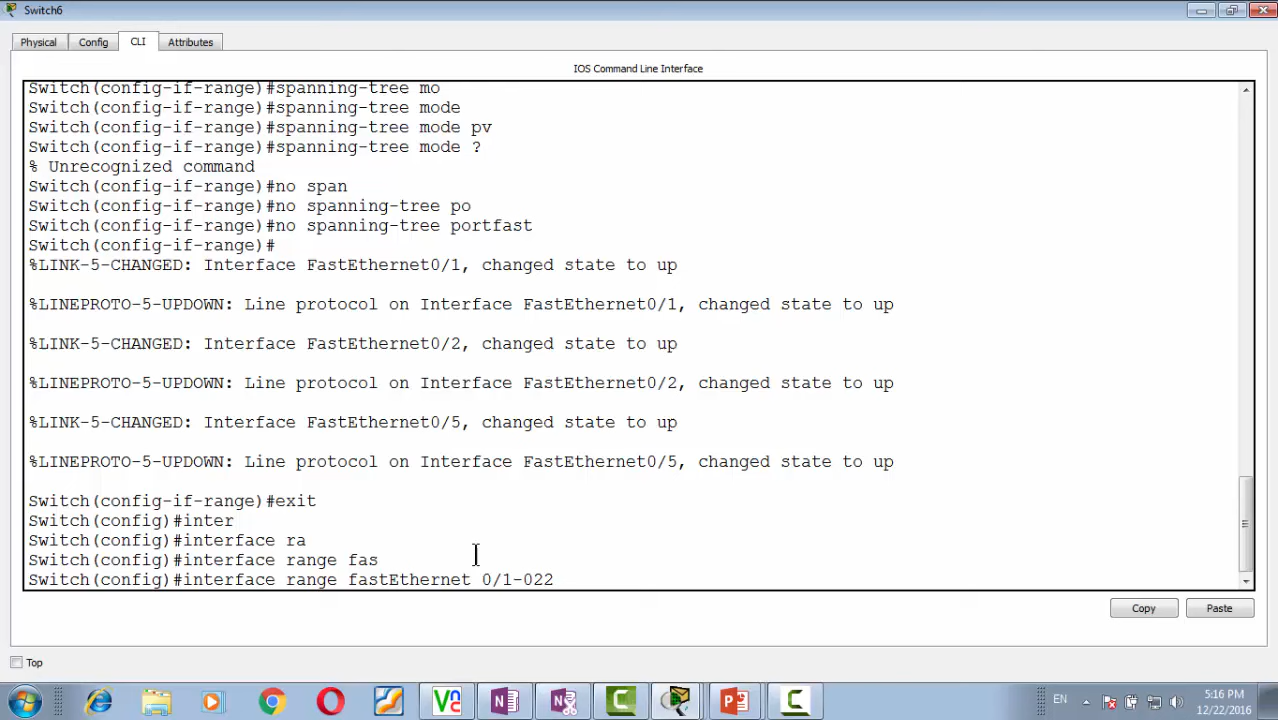 Switch6
Physical Config CLI Attributes
IOS Command Line Interface
Switch(config-if-range)#spanning-tree mo
Switch(config-if-range)#spanning-tree mode
Switch(config-if-range)#spanning-tree mode pv
Switch(config-if-range)#spanning-tree mode ?
% Unrecognized command
Switch(config-if-range)#no span
Switch(config-if-range)#no spanning-tree po
Switch(config-if-range)#no spanning-tree portfast
Switch(config-if-range)#
%LINK-5-CHANGED: Interface FastEthernet0/1, changed state to up
%LINEPROTO-5-UPDOWN: Line protocol on Interface FastEthernet0/1, changed state to up
%LINK-5-CHANGED: Interface FastEthernet0/2, changed state to up
%LINEPROTO-5-UPDOWN: Line protocol on Interface FastEthernet0/2, changed state to up
%LINK-5-CHANGED: Interface FastEthernet0/5, changed state to up
%LINEPROTO-5-UPDOWN: Line protocol on Interface FastEthernet0/5, changed state to up
Switch(config-if-range)#exit
Switch(config)#inter
Switch(config)#interface ra
Switch(config)#interface range fas
Switch(config)#interface range fastEthernet 0/1-022
Copy Paste
Top
EN 5:16 PM
12/22/2016